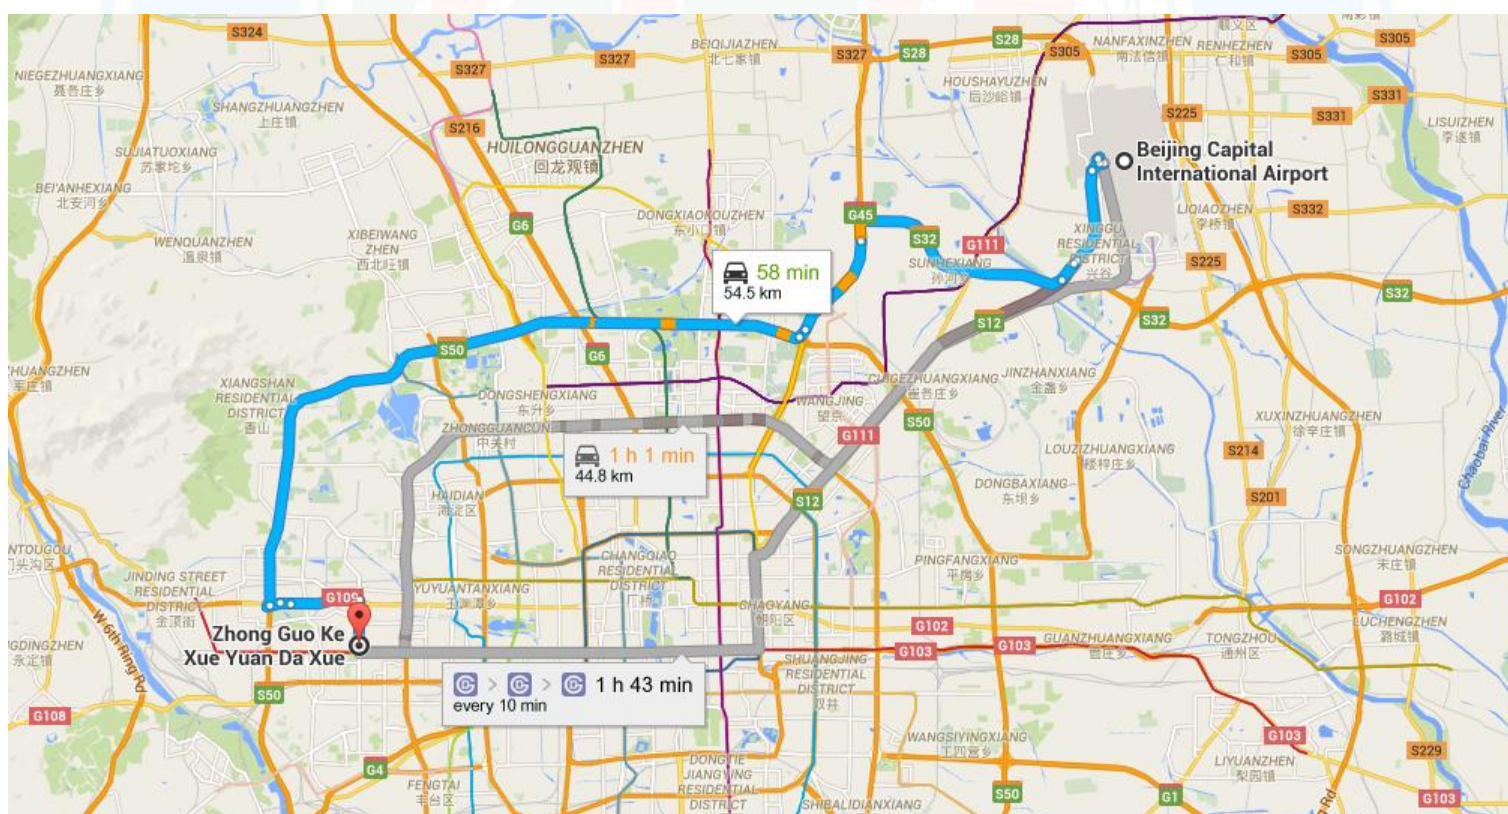 S324
S327
S327
BEIQIJIAZHEN
北七家镇
S327
S28
S28
S305
NANFAXINZHEN
南法信镇
RENHEZHEN
仁和镇
顺义区
S305
S305
NIEGEZHUANGXIANG
聂各庄乡
SHANGZHUANGZHEN
上庄镇
HOUSHAYUZHEN
后沙峪镇
S331
S331
S331
S225
LISUIZHEN
李遂镇
S216
HUILONGGUANZHEN
回龙观镇
SUJIATUOXIANG
苏家坨乡
Beijing Capital
International Airport
BEI'ANHEXIANG
北安河乡
WENQUANZHEN
温泉镇
XIBEIWANG
ZHEN
西北旺镇
G6
DONGXIAOKOUZHEN
东小口镇
G45
S32
G111
SUNHEXIANG
孙河乡
XINGGU
RESIDENTIAL
DISTRICT
兴谷
LIQIAOZHEN
李桥镇
S332
S225
58 min
54.5 km
S32
S32
S12
S50
G6
XIANGSHAN
RESIDENTIAL
DISTRICT
香山
DONGSHENGXIANG
东升乡
CUIGEZHUANGXIANG
崔各庄乡
JINZHANXIANG
金盏乡
WANGJING
望京
ZHONGGUANCUN
中关村
G111
S50
XUXINZHUANGZHEN
徐辛庄镇
1 h 1 min
44.8 km
LOUZIZHUANGXIANG
楼梓庄乡
S214
Chaobai River
HAIDIAN
海淀区
S12
DONGBAXIANG
东坝乡
S201
CHANGQIAO
RESIDENTIAL
DISTRICT
PINGFANGXIANG
平房乡
SONGZHUANGZHEN
宋庄镇
JINDING STREET
RESIDENTIAL
DISTRICT
金顶街
G109
YUYUANTANXIANG
玉渊潭乡
CHAOYANG
朝阳区
G102
G102
LUCHENGZHEN
潞城镇
Zhong Guo Ke
Xue Yuan Da Xue
G103
G103
GUANZHUANGXIANG
TONGZHOU
通州区
W 6th Ring Rd
SHUANGJING
RESIDENTIAL
DISTRICT
双井
1 h 43 min
every 10 min
S50
G108
G4
WANGSIYINGXIANG
王四营乡
G103
LIYUANZHEN
梨园镇
S229
FENGTAI
丰台区
DONGTIE
JIANGYING
RESIDENTIAL
DISTRICT
SHIBALIDIANXIANG
S50
G1
G103